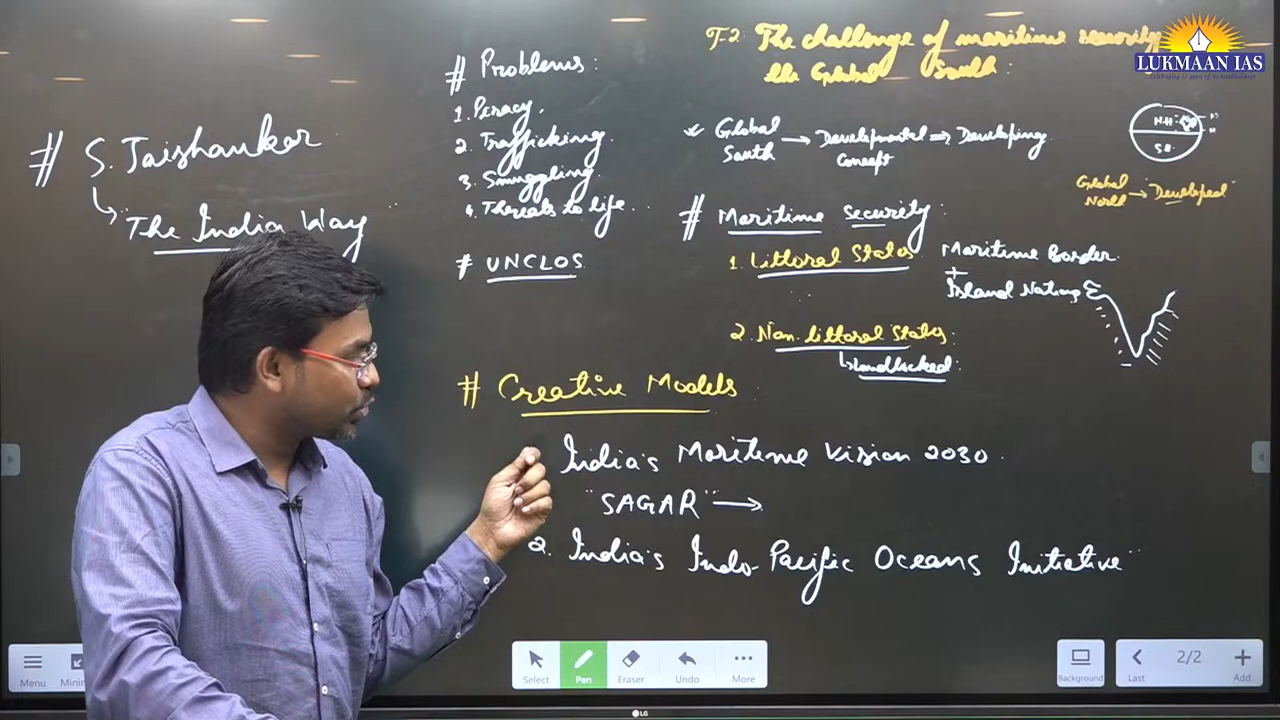 T-2: The challenge of maritime security
the Global South:
LUKMAAN IAS
# S. Jaishankar
"The India Way
# Problems:
1. Piracy.
2. Trafficking.
3. Smuggling.
4. Threats to life..
# UNCLOS
* Global South → Developmental Concept ⇒ Developing
N.H
S.H
Global North → "Developed"
# Maritime security:
1. Littoral States
Maritime Border
+
Island Nations
2. Non-littoral States:
Landlocked:
# Creative Models
India's Maritime Vision 2030.
"SAGAR" →
2. India's Indo-Pacific Oceans Initiative"
Menu
Select
Pen
Eraser
Undo
More
Background
2/2
Last
Add
LG